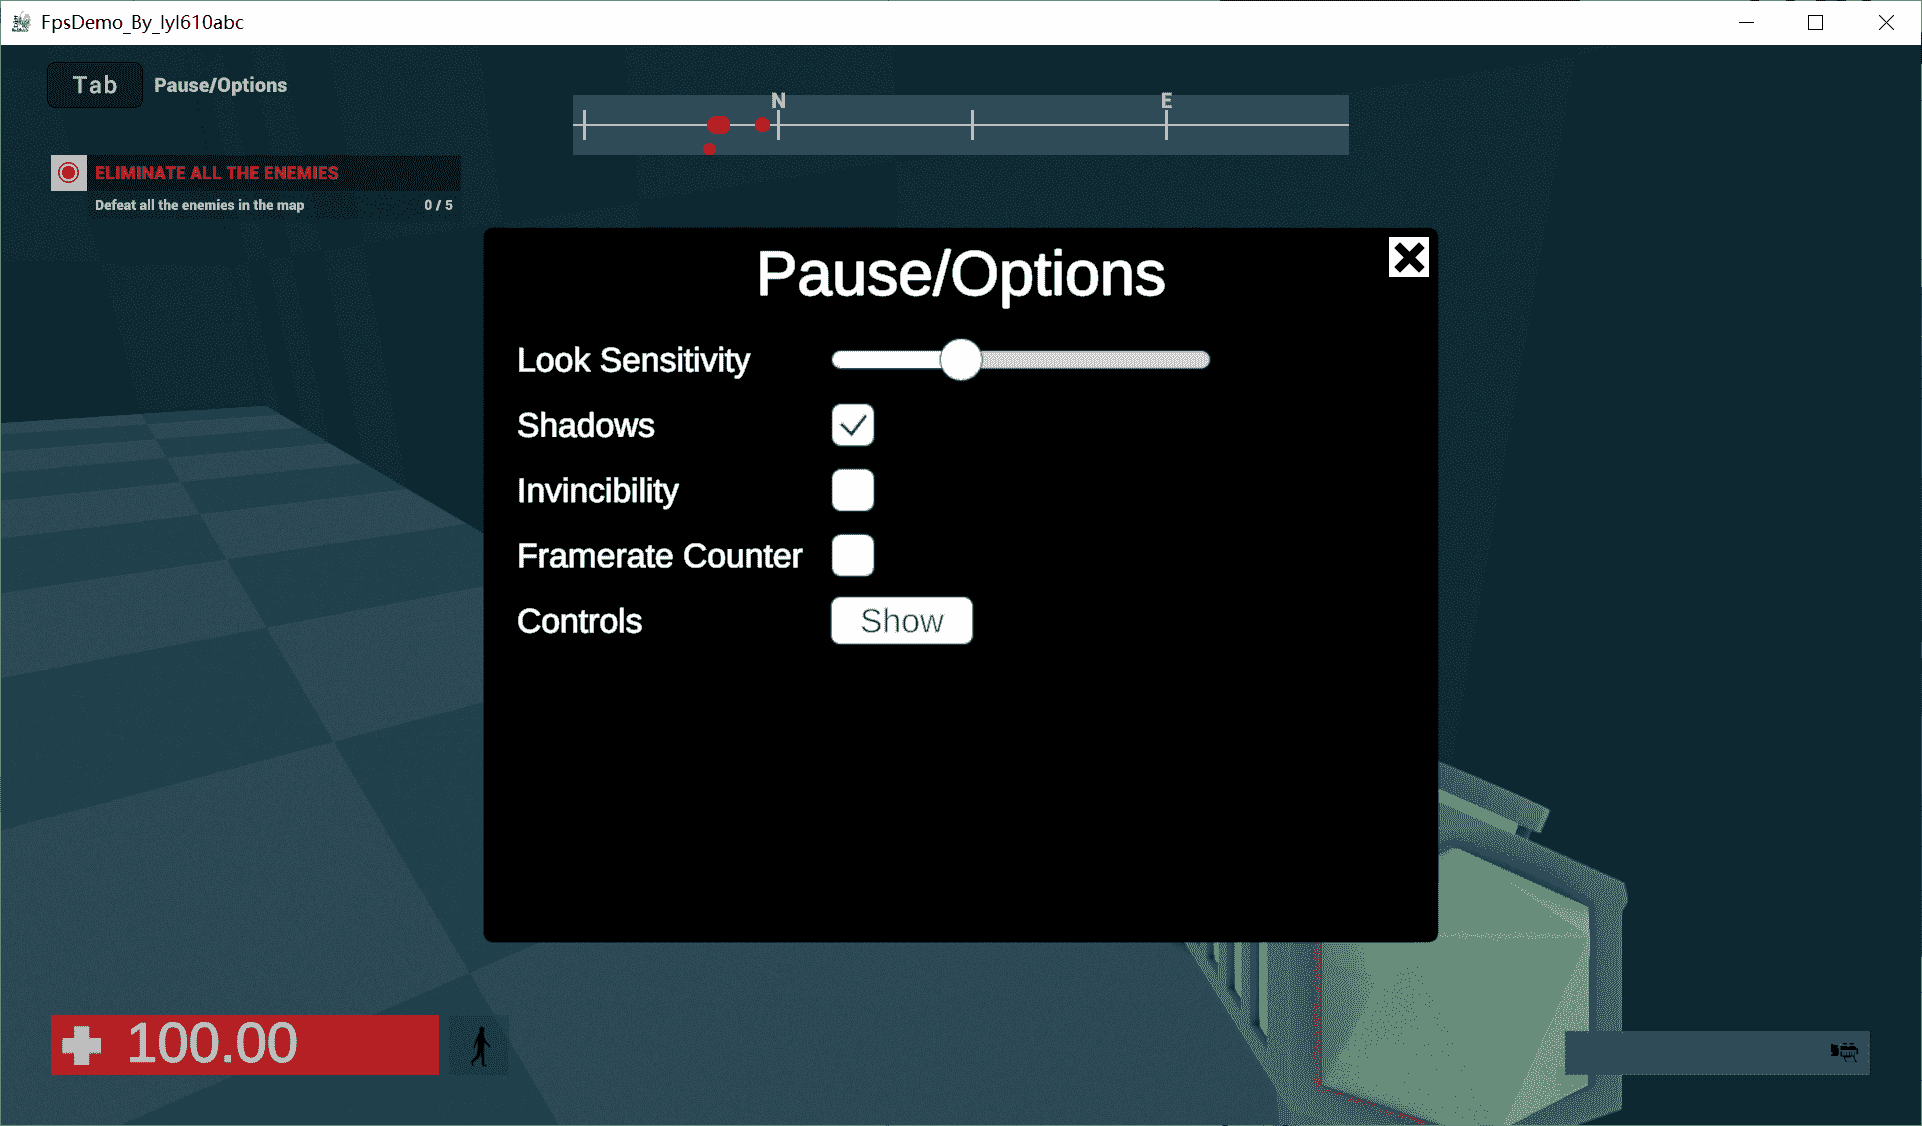 FpsDemo_By_lyl610abc
Tab Pause/Options
N E
ELIMINATE ALL THE ENEMIES
Defeat all the enemies in the map 0 / 5
Pause/Options
Look Sensitivity
Shadows
Invincibility
Framerate Counter
Controls Show
100.00